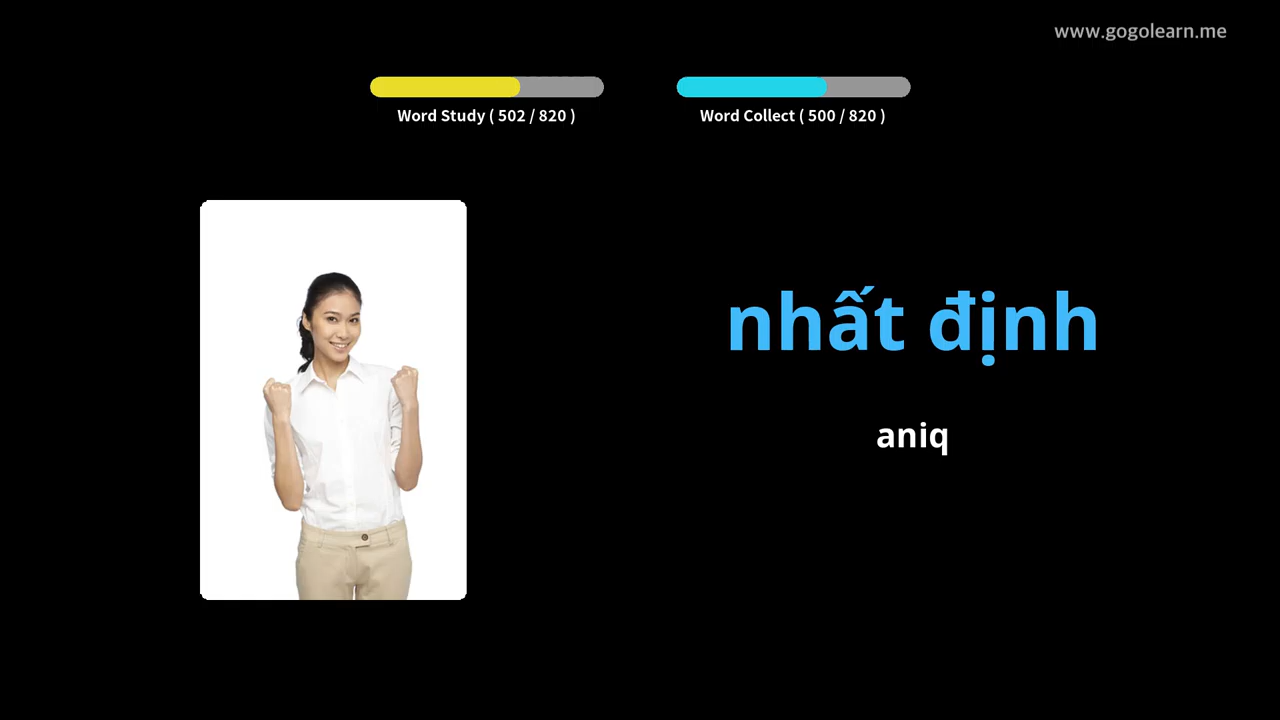 www.gogolearn.me
Word Study ( 502 / 820 )
Word Collect ( 500 / 820 )
nhất định
aniq